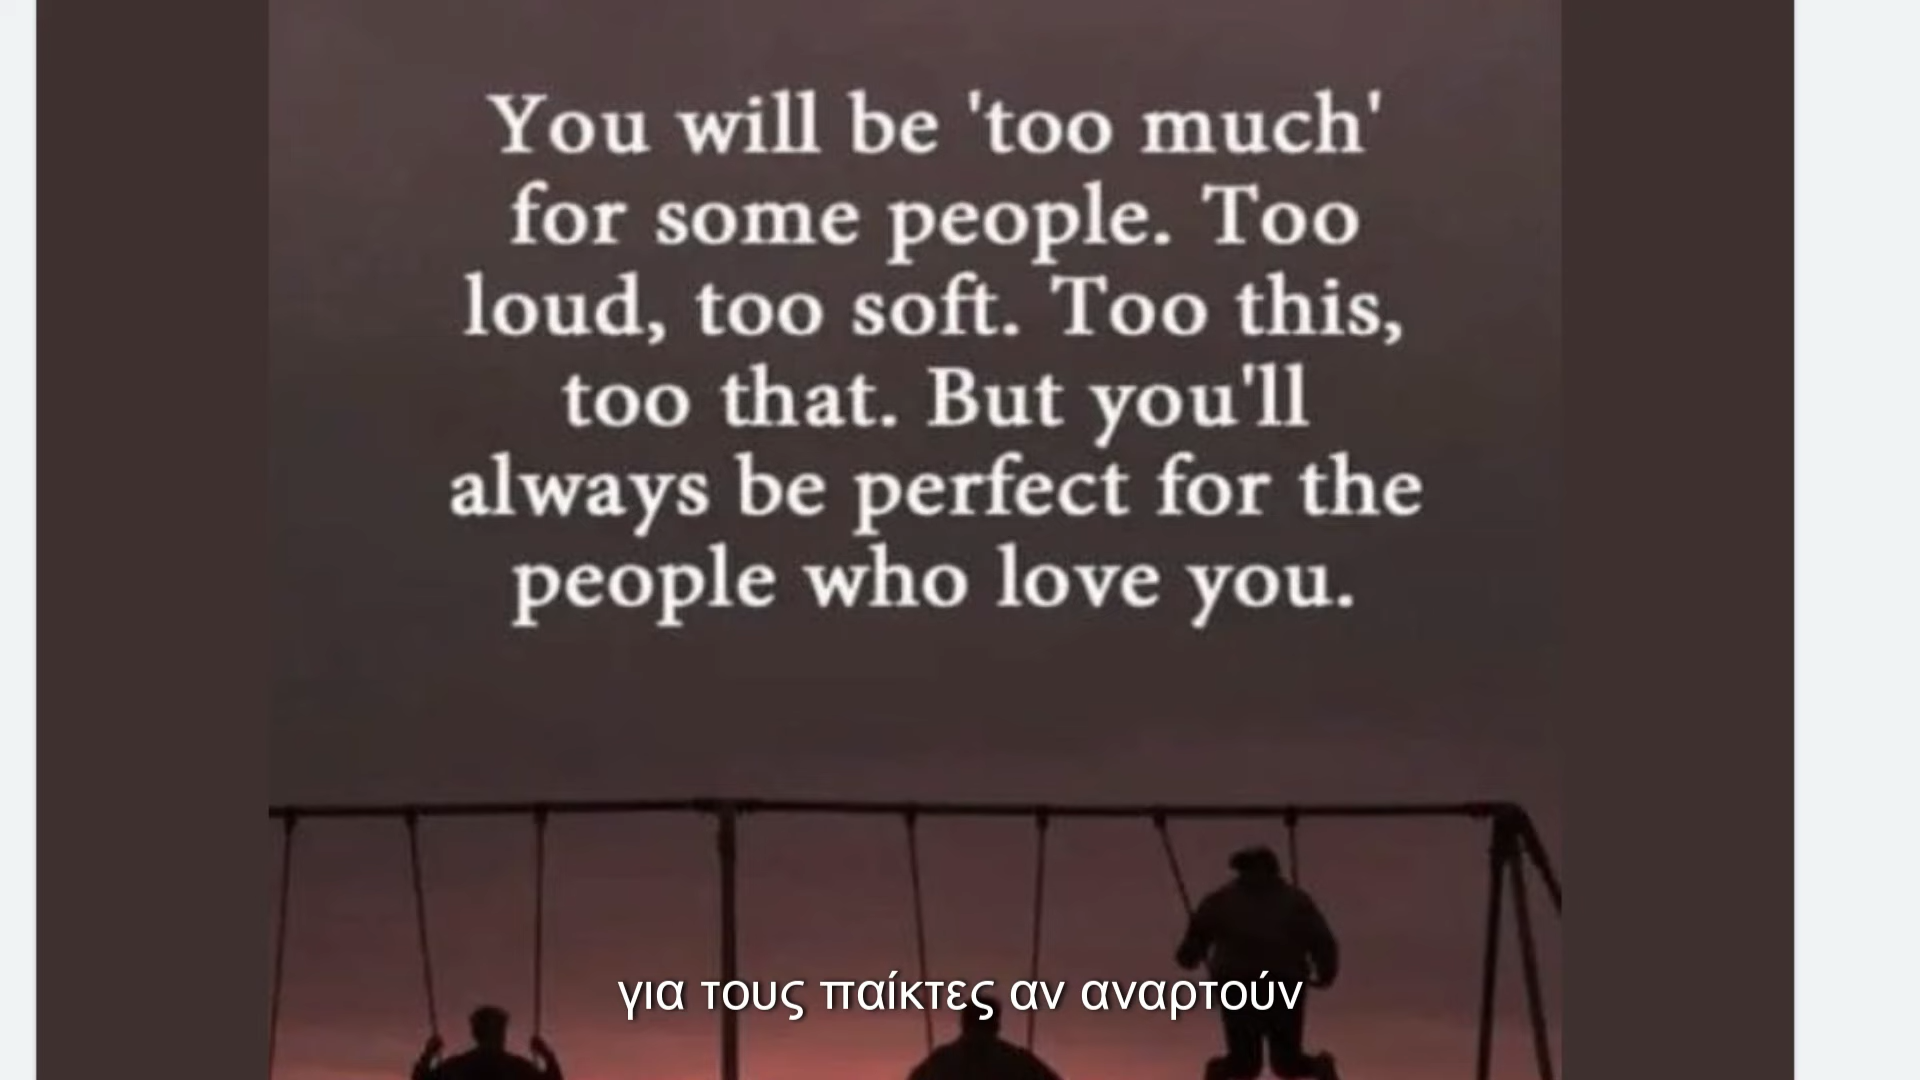 You will be 'too much'
for some people. Too
loud, too soft. Too this,
too that. But you'll
always be perfect for the
people who love you.
για τους παίκτες αν αναρτούν